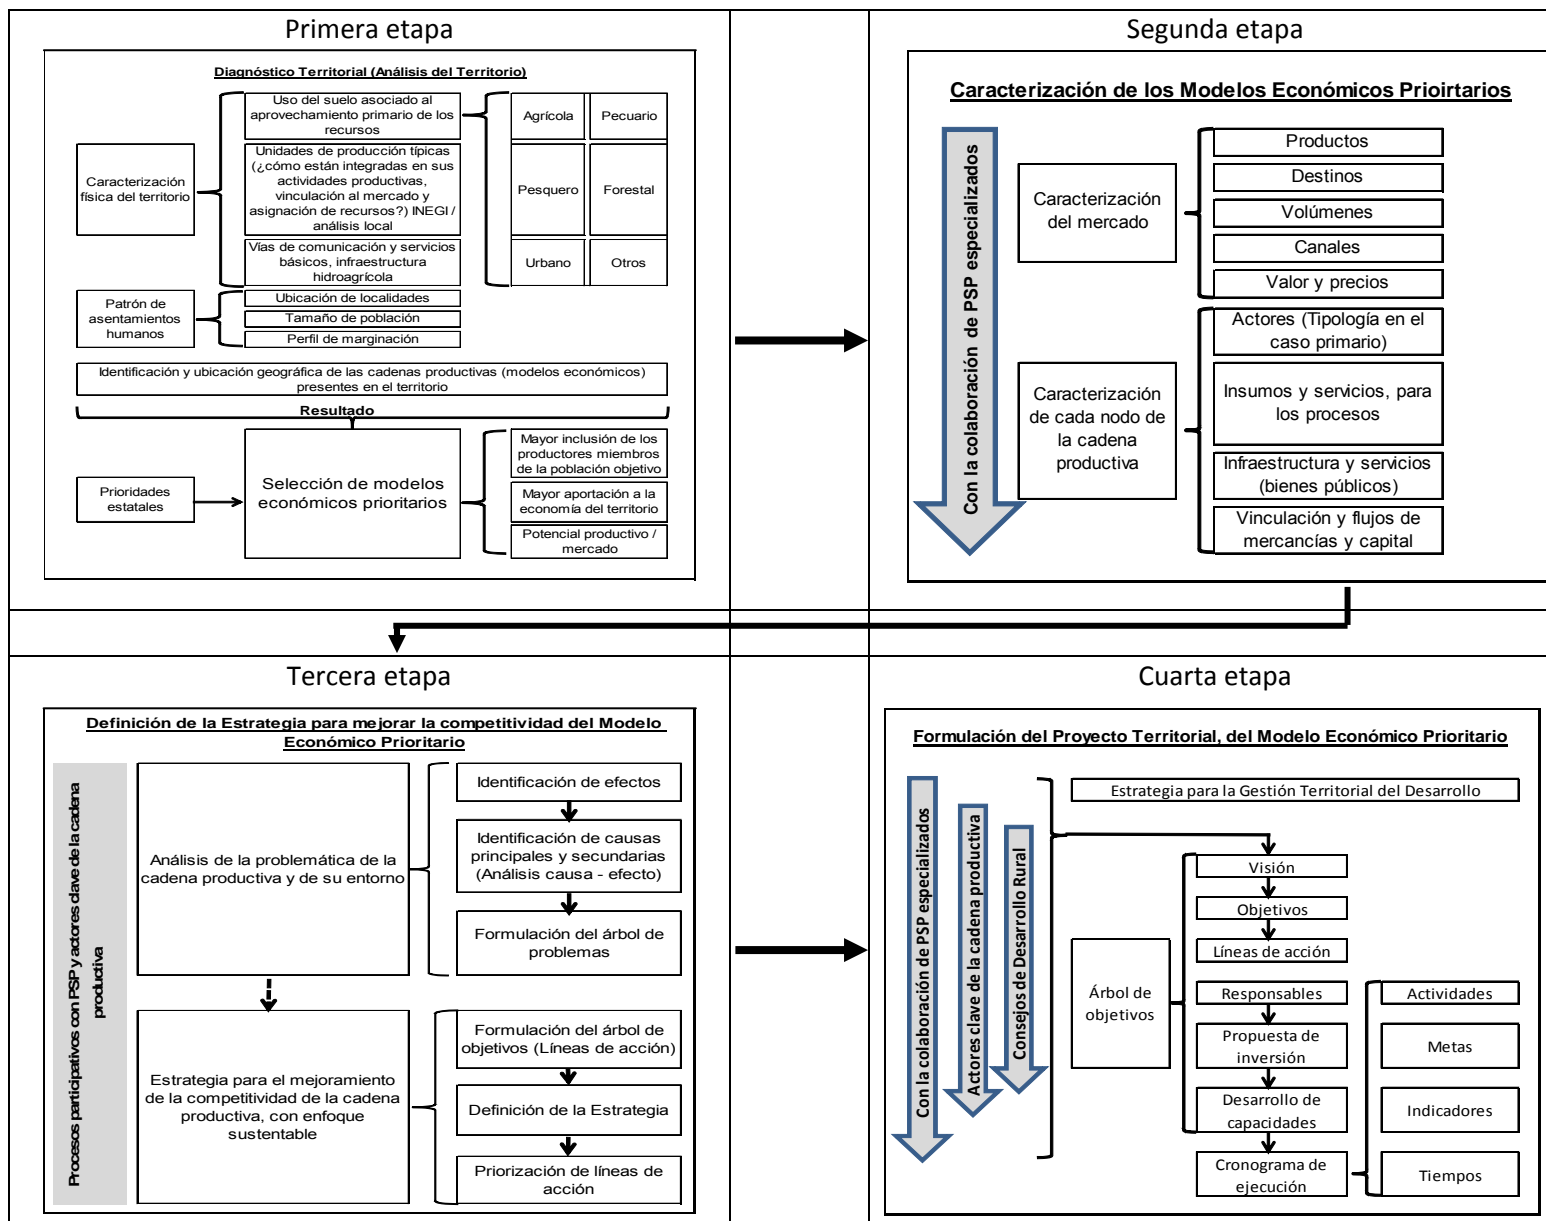 Primera etapa
Diagnóstico Territorial (Análisis del Territorio)
Caracterización
física del territorio
Uso del suelo asociado al
aprovechamiento primario de los
recursos
Unidades de producción típicas
(¿cómo están integradas en sus
actividades productivas,
vinculación al mercado y
asignación de recursos?) INEGI /
análisis local
Vías de comunicación y servicios
básicos, infraestructura
hidroagrícola
Agrícola
Pecuario
Pesquero
Forestal
Urbano
Otros
Patrón de
asentamientos
humanos
Ubicación de localidades
Tamaño de población
Perfil de marginación
Identificación y ubicación geográfica de las cadenas productivas (modelos económicos)
presentes en el territorio
Resultado
Prioridades
estatales
Selección de modelos
económicos prioritarios
Mayor inclusión de los
productores miembros
de la población objetivo
Mayor aportación a la
economía del territorio
Potencial productivo /
mercado
Segunda etapa
Caracterización de los Modelos Económicos Prioirtarios
Con la colaboración de PSP especializados
Caracterización
del mercado
Productos
Destinos
Volúmenes
Canales
Valor y precios
Caracterización
de cada nodo de
la cadena
productiva
Actores (Tipología en el
caso primario)
Insumos y servicios, para
los procesos
Infraestructura y servicios
(bienes públicos)
Vinculación y flujos de
mercancías y capital
Tercera etapa
Definición de la Estrategia para mejorar la competitividad del Modelo
Económico Prioritario
Procesos participativos con PSP y actores clave de la cadena
productiva
Análisis de la problemática de la
cadena productiva y de su entorno
Identificación de efectos
Identificación de causas
principales y secundarias
(Análisis causa - efecto)
Formulación del árbol de
problemas
Estrategia para el mejoramiento
de la competitividad de la cadena
productiva, con enfoque
sustentable
Formulación del árbol de
objetivos (Líneas de acción)
Definición de la Estrategia
Priorización de líneas de
acción
Cuarta etapa
Formulación del Proyecto Territorial, del Modelo Económico Prioritario
Con la colaboración de PSP especializados
Actores clave de la cadena productiva
Consejos de Desarrollo Rural
Estrategia para la Gestión Territorial del Desarrollo
Árbol de
objetivos
Visión
Objetivos
Líneas de acción
Responsables
Propuesta de
inversión
Desarrollo de
capacidades
Cronograma de
ejecución
Actividades
Metas
Indicadores
Tiempos